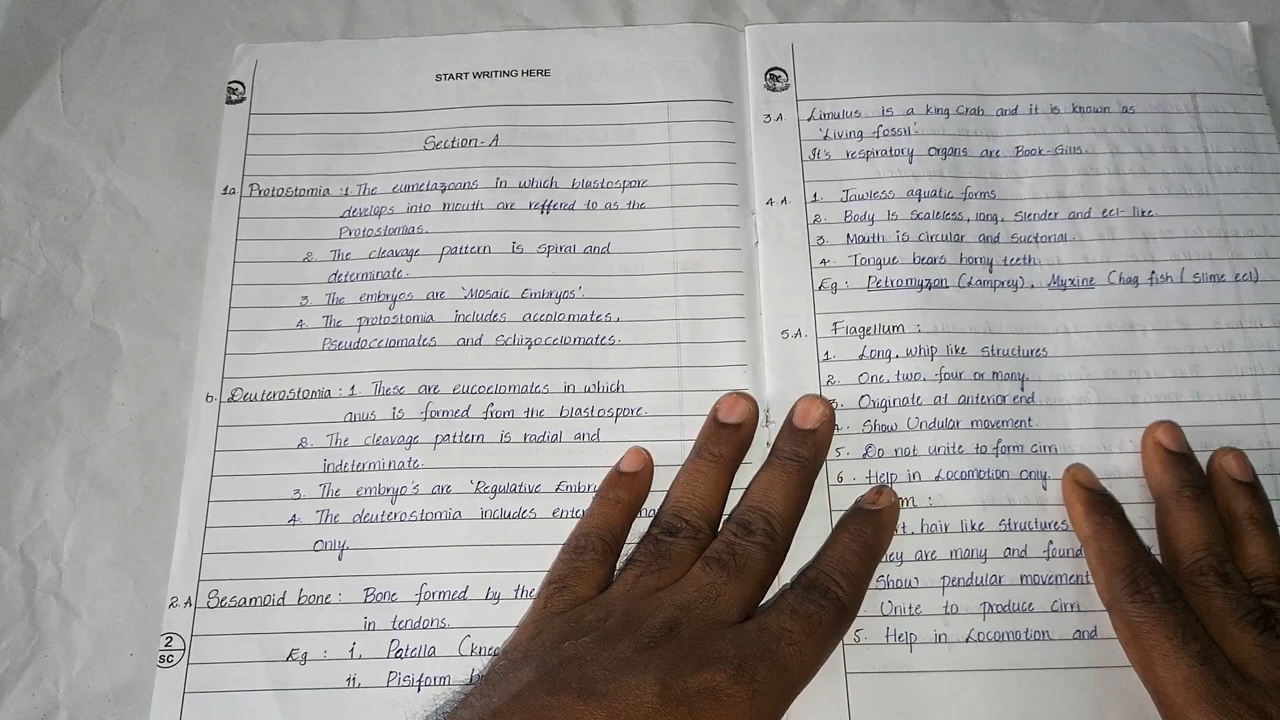 START WRITING HERE
Section-A
1a Protostomia : 1. The eumetazoans in which blastospore
develops into mouth are reffered to as the
Protostomias.
2. The cleavage pattern is spiral and
determinate.
3. The embryos are 'Mosaic Embryos'.
4. The protostomia includes accolomates,
Pseudocelomates and Schizocelomates.
b. Deuterostomia : 1. These are eucoelomates in which
anus is formed from the blastospore.
2. The cleavage pattern is radial and
indeterminate.
3. The embryo's are 'Regulative
4. The deuterostomia includes
only.
2.A Sesamoid bone : Bone formed by the
in tendons.
Eg : i, Patella
ii, Pisiform
2
SC
3.A. Limulus is a king Crab and it is known as
'Living fossil'.
It's respiratory organs are Book-Gills.
4.A. 1. Jawless aquatic forms
2. Body Is scaleless, long, slender and eel-like.
3. Mouth is circular and suctorial.
4. Tongue bears horny teeth.
Eg : Petromyzon (Lamprey), Myxine Chag fish / slime eel)
5.A. Flagellum :
1. Long, whip like structures
2. One, two, four or many.
3. Originate at anterior end
4. Show Undular movement.
5. Do not unite to form cirri
6. Help in Locomotion only.
hair like structures
are many and found
Show pendular movement
Unite to produce cirri
5. Help in Locomotion and